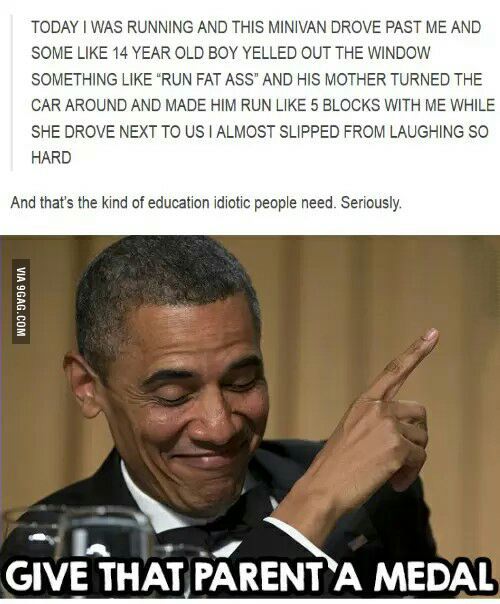 TODAY I WAS RUNNING AND THIS MINIVAN DROVE PAST ME AND
SOME LIKE 14 YEAR OLD BOY YELLED OUT THE WINDOW
SOMETHING LIKE “RUN FAT ASS” AND HIS MOTHER TURNED THE
CAR AROUND AND MADE HIM RUN LIKE 5 BLOCKS WITH ME WHILE
SHE DROVE NEXT TO US I ALMOST SLIPPED FROM LAUGHING SO
HARD
And that's the kind of education idiotic people need. Seriously.
VIA 9GAG.COM
GIVE THAT PARENT A MEDAL